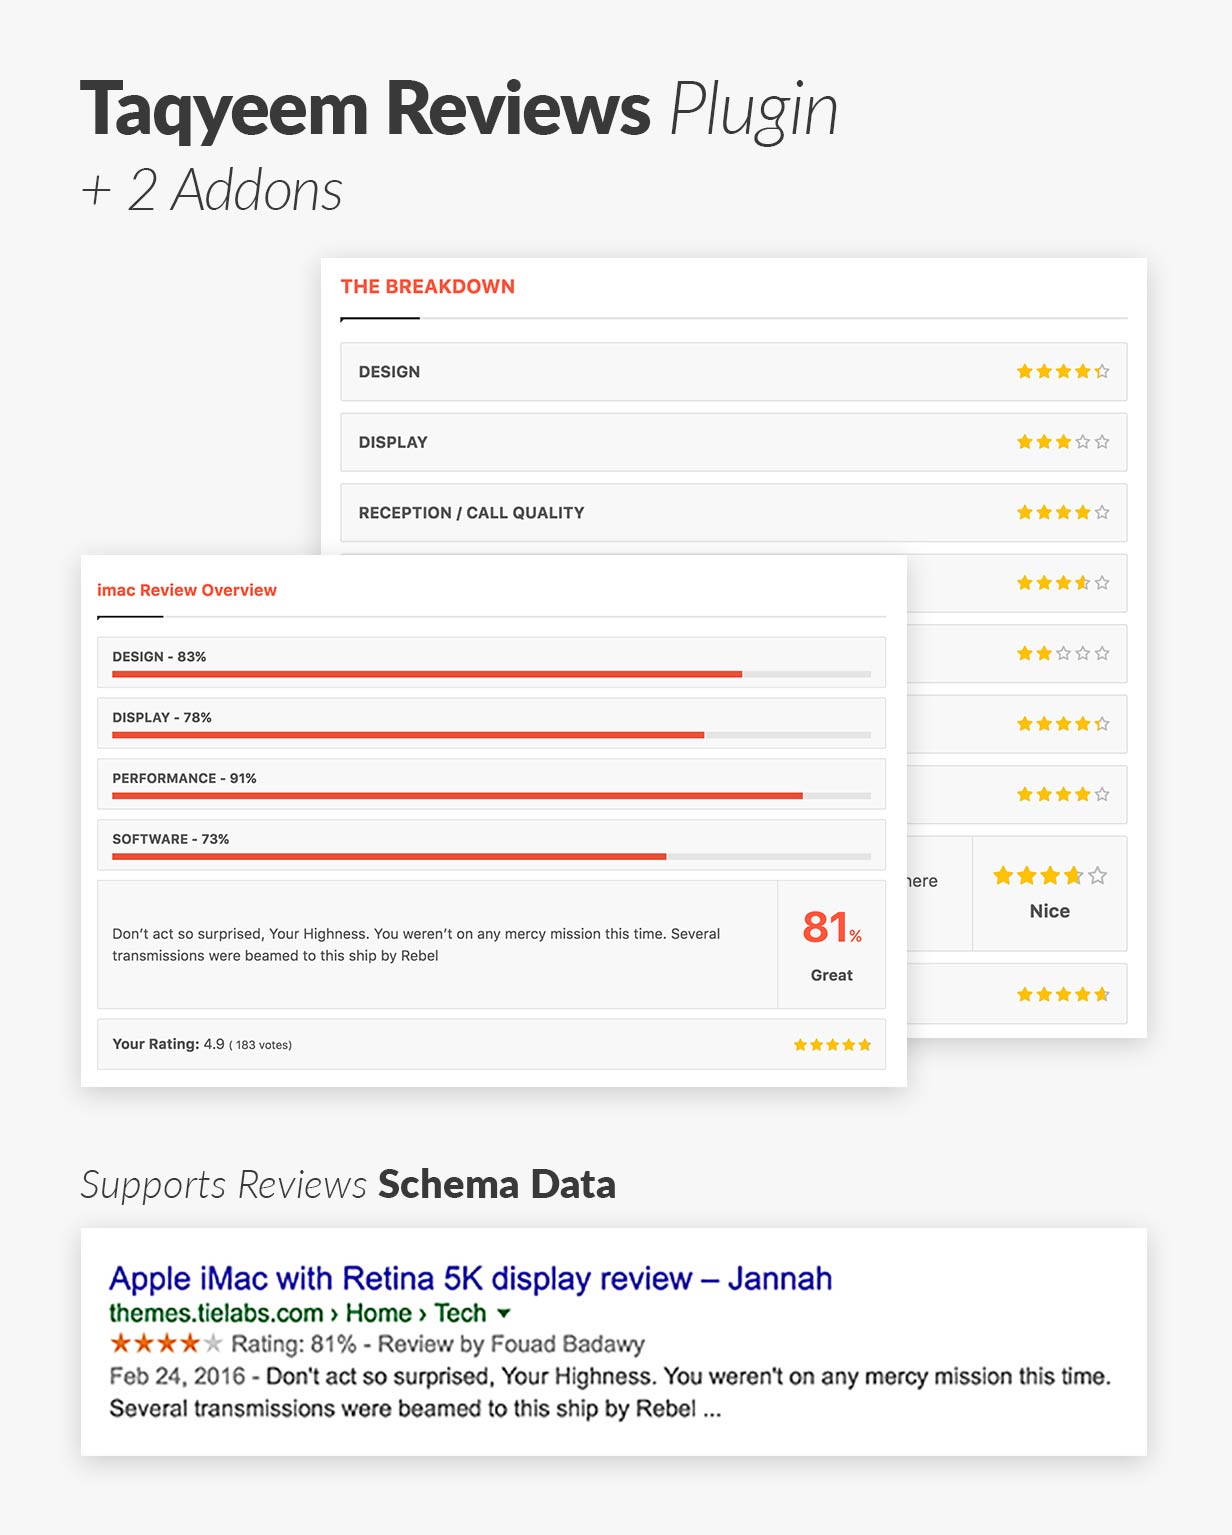 Taqyeem Reviews Plugin
+ 2 Addons
THE BREAKDOWN
DESIGN
DISPLAY
RECEPTION / CALL QUALITY
Nice
imac Review Overview
DESIGN - 83%
DISPLAY - 78%
PERFORMANCE - 91%
SOFTWARE - 73%
Don't act so surprised, Your Highness. You weren't on any mercy mission this time. Several
transmissions were beamed to this ship by Rebel
81%
Great
Your Rating: 4.9 ( 183 votes)
Supports Reviews Schema Data
Apple iMac with Retina 5K display review – Jannah
themes.tielabs.com › Home › Tech
Rating: 81% - Review by Fouad Badawy
Feb 24, 2016 - Don't act so surprised, Your Highness. You weren't on any mercy mission this time.
Several transmissions were beamed to this ship by Rebel ...